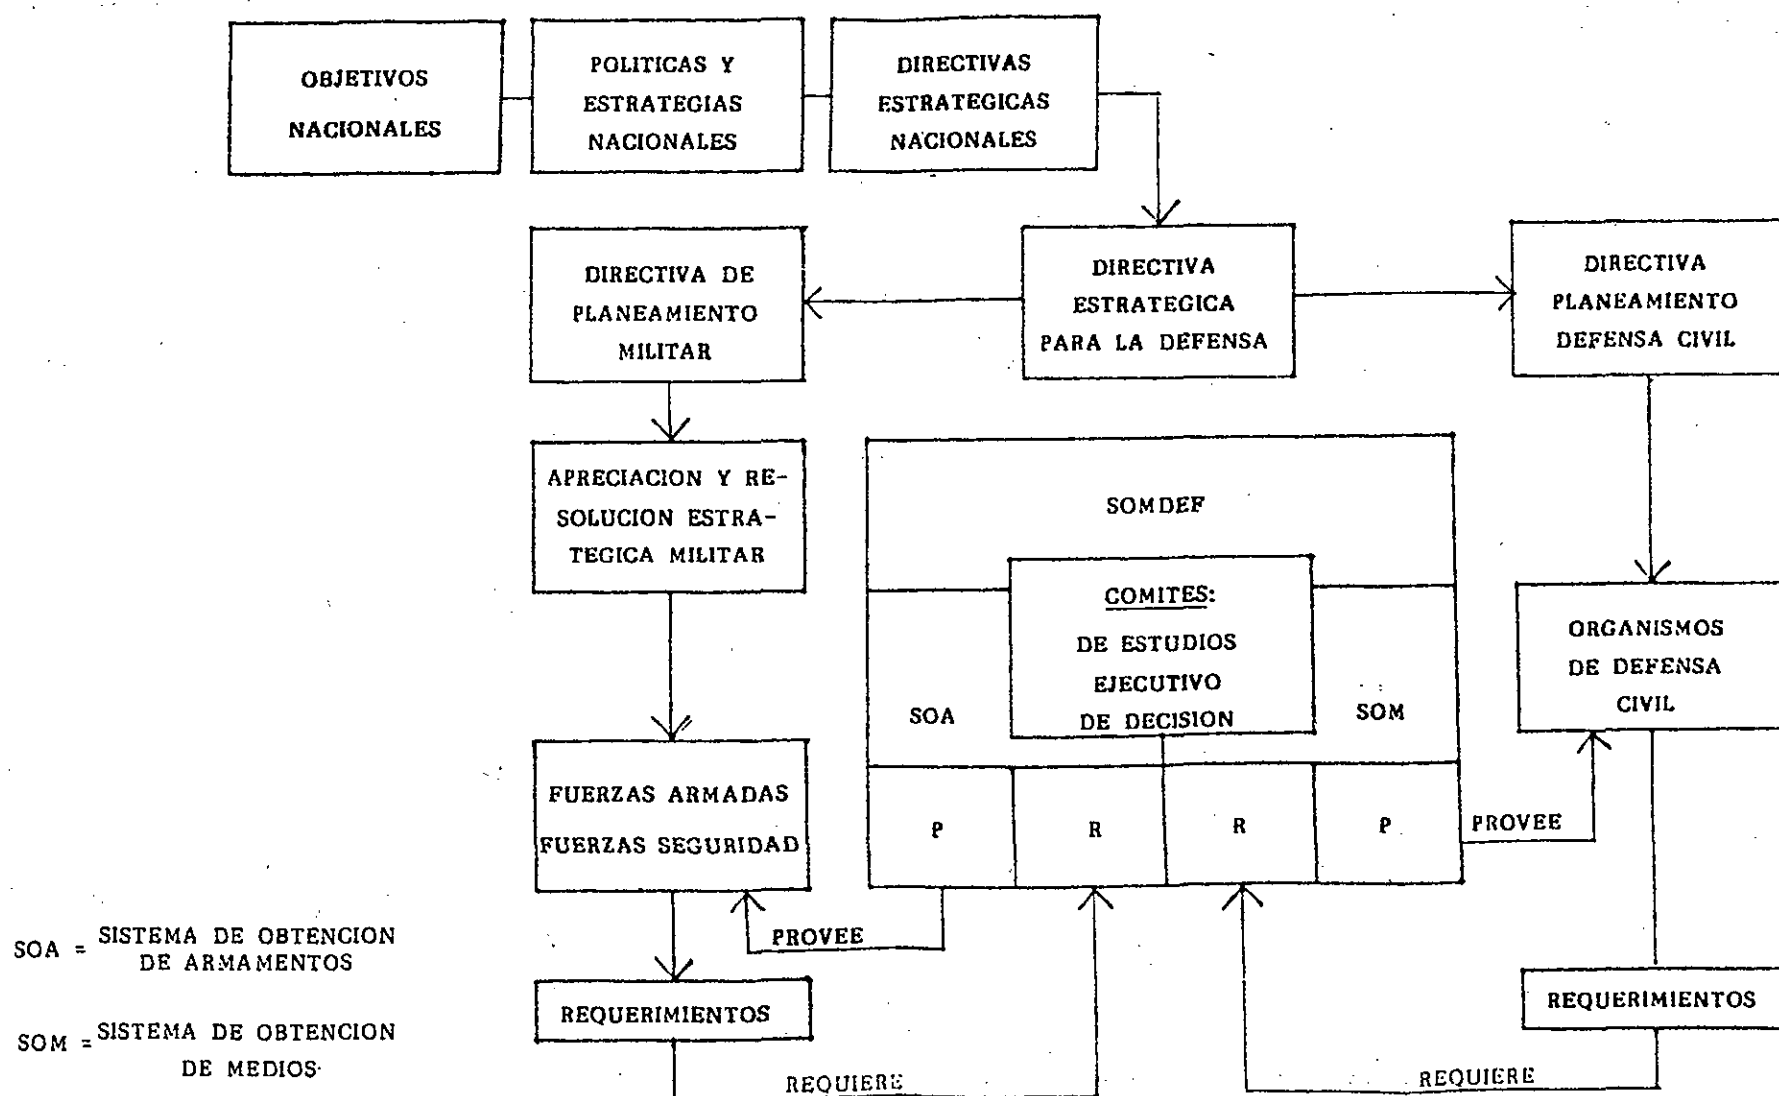 OBJETIVOS
NACIONALES
POLITICAS Y
ESTRATEGIAS
NACIONALES
DIRECTIVAS
ESTRATEGICAS
NACIONALES
DIRECTIVA DE
PLANEAMIENTO
MILITAR
DIRECTIVA
ESTRATEGICA
PARA LA DEFENSA
DIRECTIVA
PLANEAMIENTO
DEFENSA CIVIL
APRECIACION Y RE-
SOLUCION ESTRA-
TEGICA MILITAR
SOMDEF
COMITES:
DE ESTUDIOS
EJECUTIVO
DE DECISION
SOA
SOM
ORGANISMOS
DE DEFENSA
CIVIL
FUERZAS ARMADAS
FUERZAS SEGURIDAD
P
R
R
P
PROVEE
PROVEE
SOA = SISTEMA DE OBTENCION
DE ARMAMENTOS
REQUERIMIENTOS
REQUERIMIENTOS
SOM = SISTEMA DE OBTENCION
DE MEDIOS
REQUIERE
REQUIERE